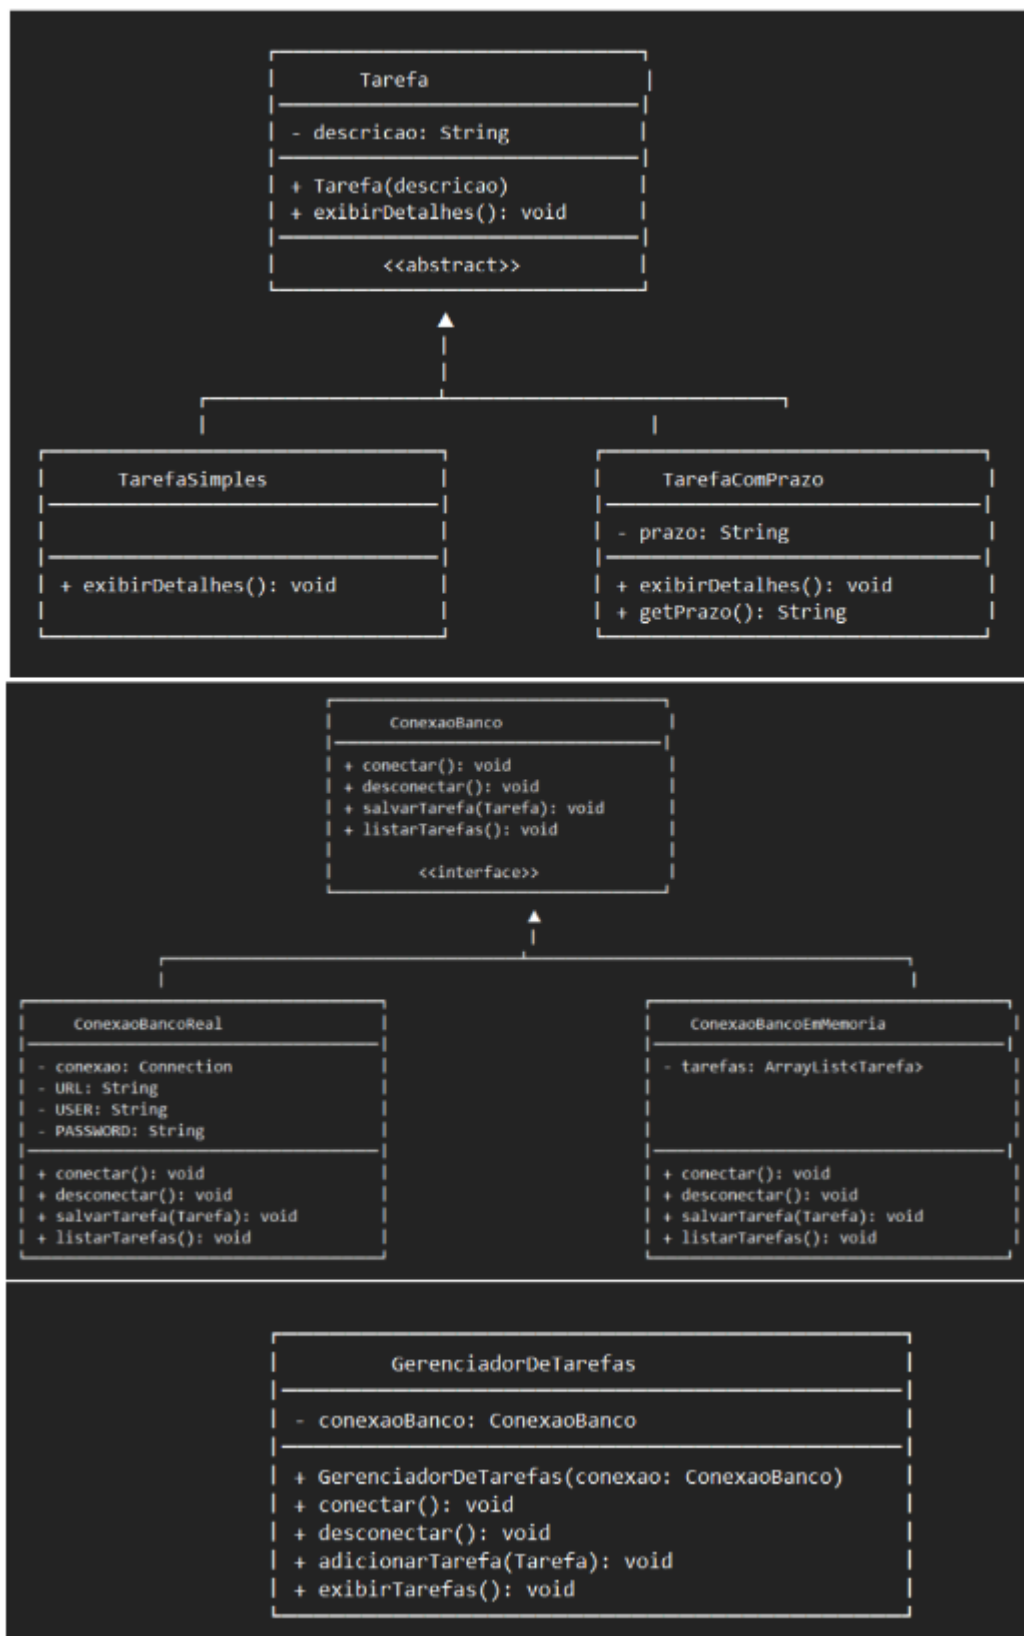 Tarefa
- descricao: String
+ Tarefa(descricao)
+ exibirDetalhes(): void
<<abstract>>
TarefaSimples
+ exibirDetalhes(): void
TarefaComPrazo
- prazo: String
+ exibirDetalhes(): void
+ getPrazo(): String
ConexaoBanco
+ conectar(): void
+ desconectar(): void
+ salvarTarefa(Tarefa): void
+ listarTarefas(): void
<<interface>>
ConexaoBancoReal
- conexao: Connection
- URL: String
- USER: String
- PASSWORD: String
+ conectar(): void
+ desconectar(): void
+ salvarTarefa(Tarefa): void
+ listarTarefas(): void
ConexaoBancoEmMemoria
- tarefas: ArrayList<Tarefa>
+ conectar(): void
+ desconectar(): void
+ salvarTarefa(Tarefa): void
+ listarTarefas(): void
GerenciadorDeTarefas
- conexaoBanco: ConexaoBanco
+ GerenciadorDeTarefas(conexao: ConexaoBanco)
+ conectar(): void
+ desconectar(): void
+ adicionarTarefa(Tarefa): void
+ exibirTarefas(): void